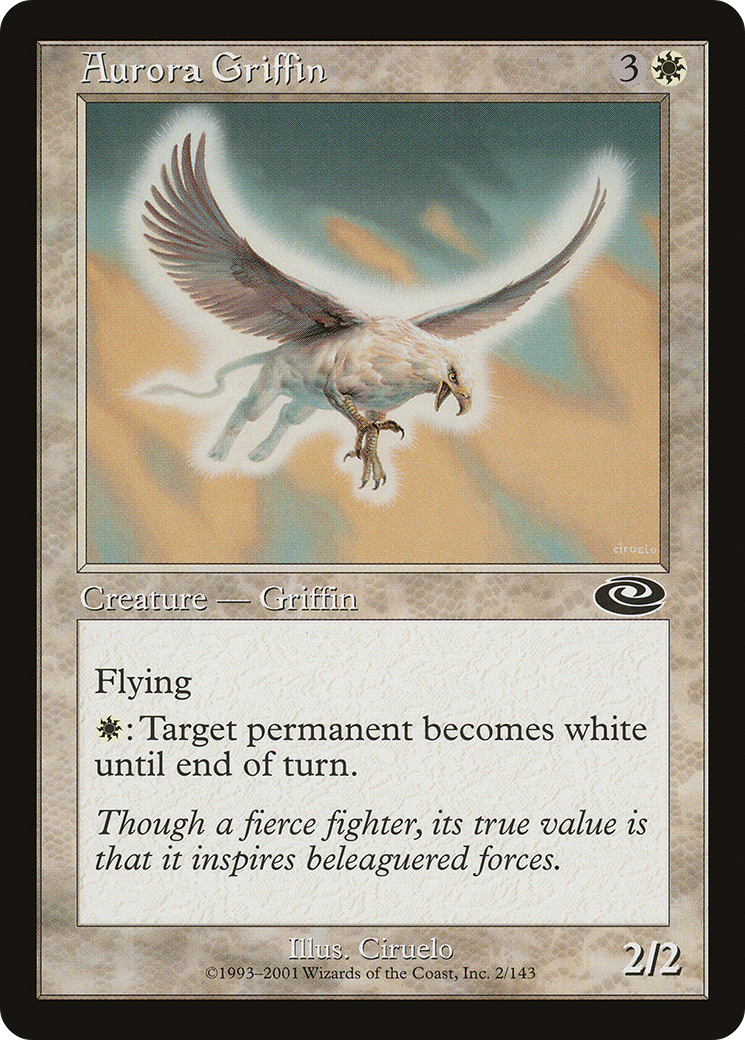 Aurora Griffin 3
ciruelo
Creature — Griffin
Flying
: Target permanent becomes white
until end of turn.
Though a fierce fighter, its true value is
that it inspires beleaguered forces.
Illus. Ciruelo
©1993–2001 Wizards of the Coast, Inc. 2/143
2/2